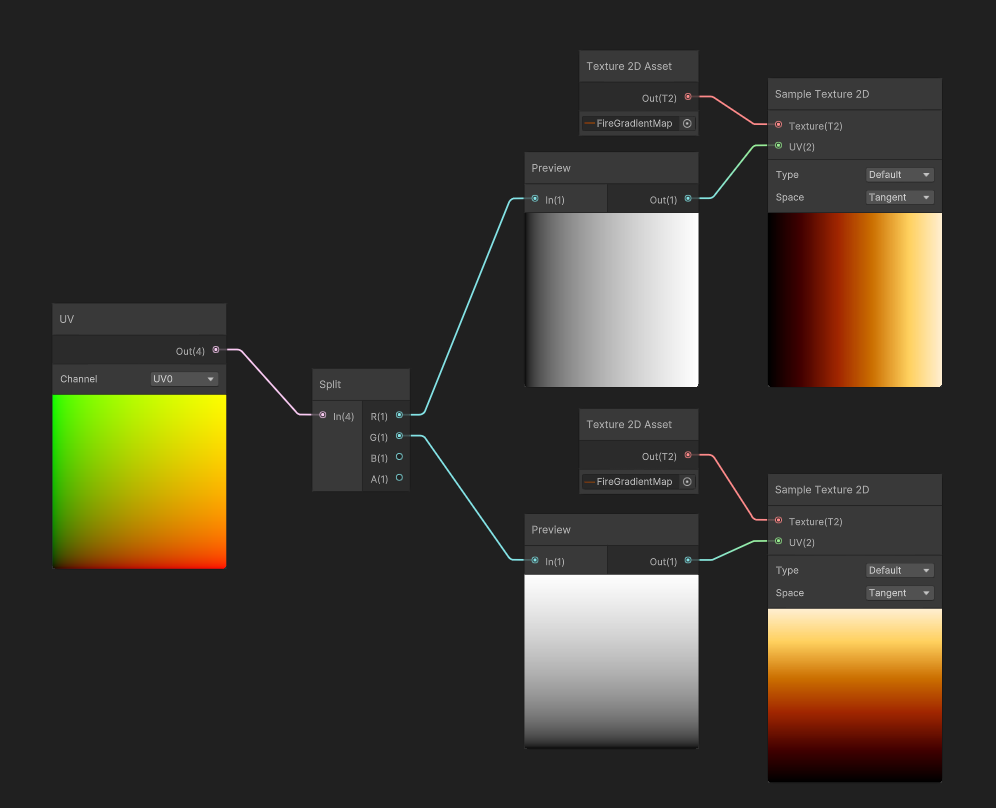 UV
Out(4)
Channel
UV0
Split
In(4)
R(1)
G(1)
B(1)
A(1)
Texture 2D Asset
Out(T2)
FireGradientMap
Preview
In(1)
Out(1)
Sample Texture 2D
Texture(T2)
UV(2)
Type
Default
Space
Tangent
Texture 2D Asset
Out(T2)
FireGradientMap
Preview
In(1)
Out(1)
Sample Texture 2D
Texture(T2)
UV(2)
Type
Default
Space
Tangent